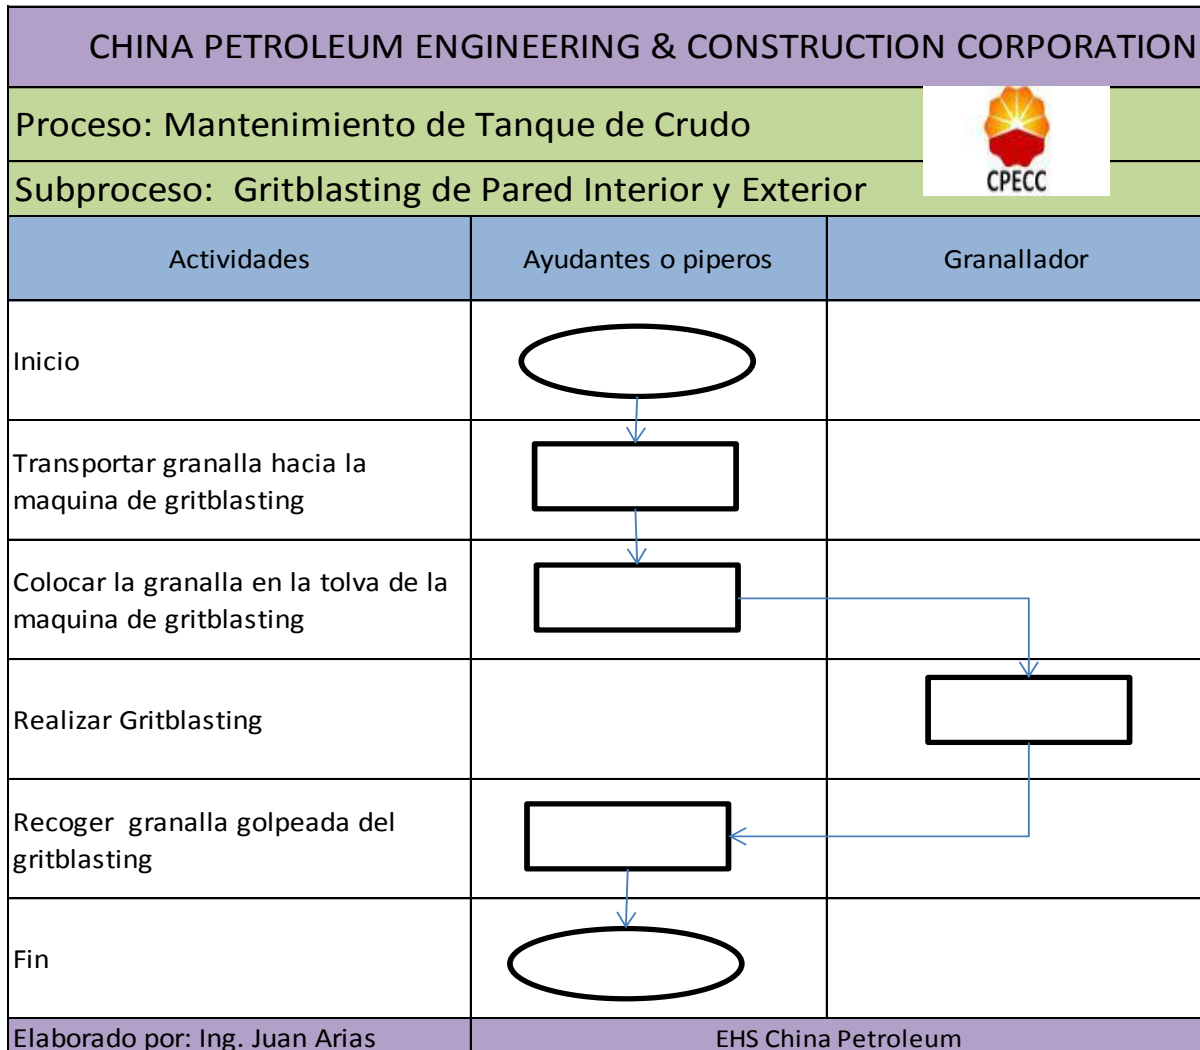 CHINA PETROLEUM ENGINEERING & CONSTRUCTION CORPORATION
Proceso: Mantenimiento de Tanque de Crudo
CPECC
Subproceso:  Gritblasting de Pared Interior y Exterior
Actividades
Ayudantes o piperos
Granallador
Inicio
Transportar granalla hacia la
maquina de gritblasting
Colocar la granalla en la tolva de la
maquina de gritblasting
Realizar Gritblasting
Recoger  granalla golpeada del
gritblasting
Fin
Elaborado por: Ing. Juan Arias
EHS China Petroleum